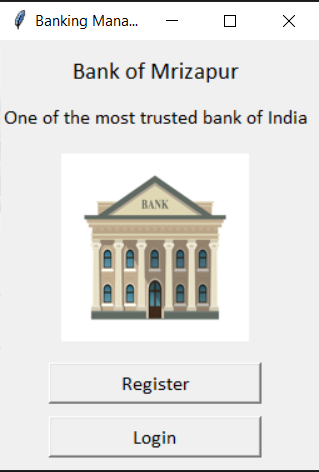 Banking Mana...
Bank of Mrizapur
One of the most trusted bank of India
BANK
Register
Login